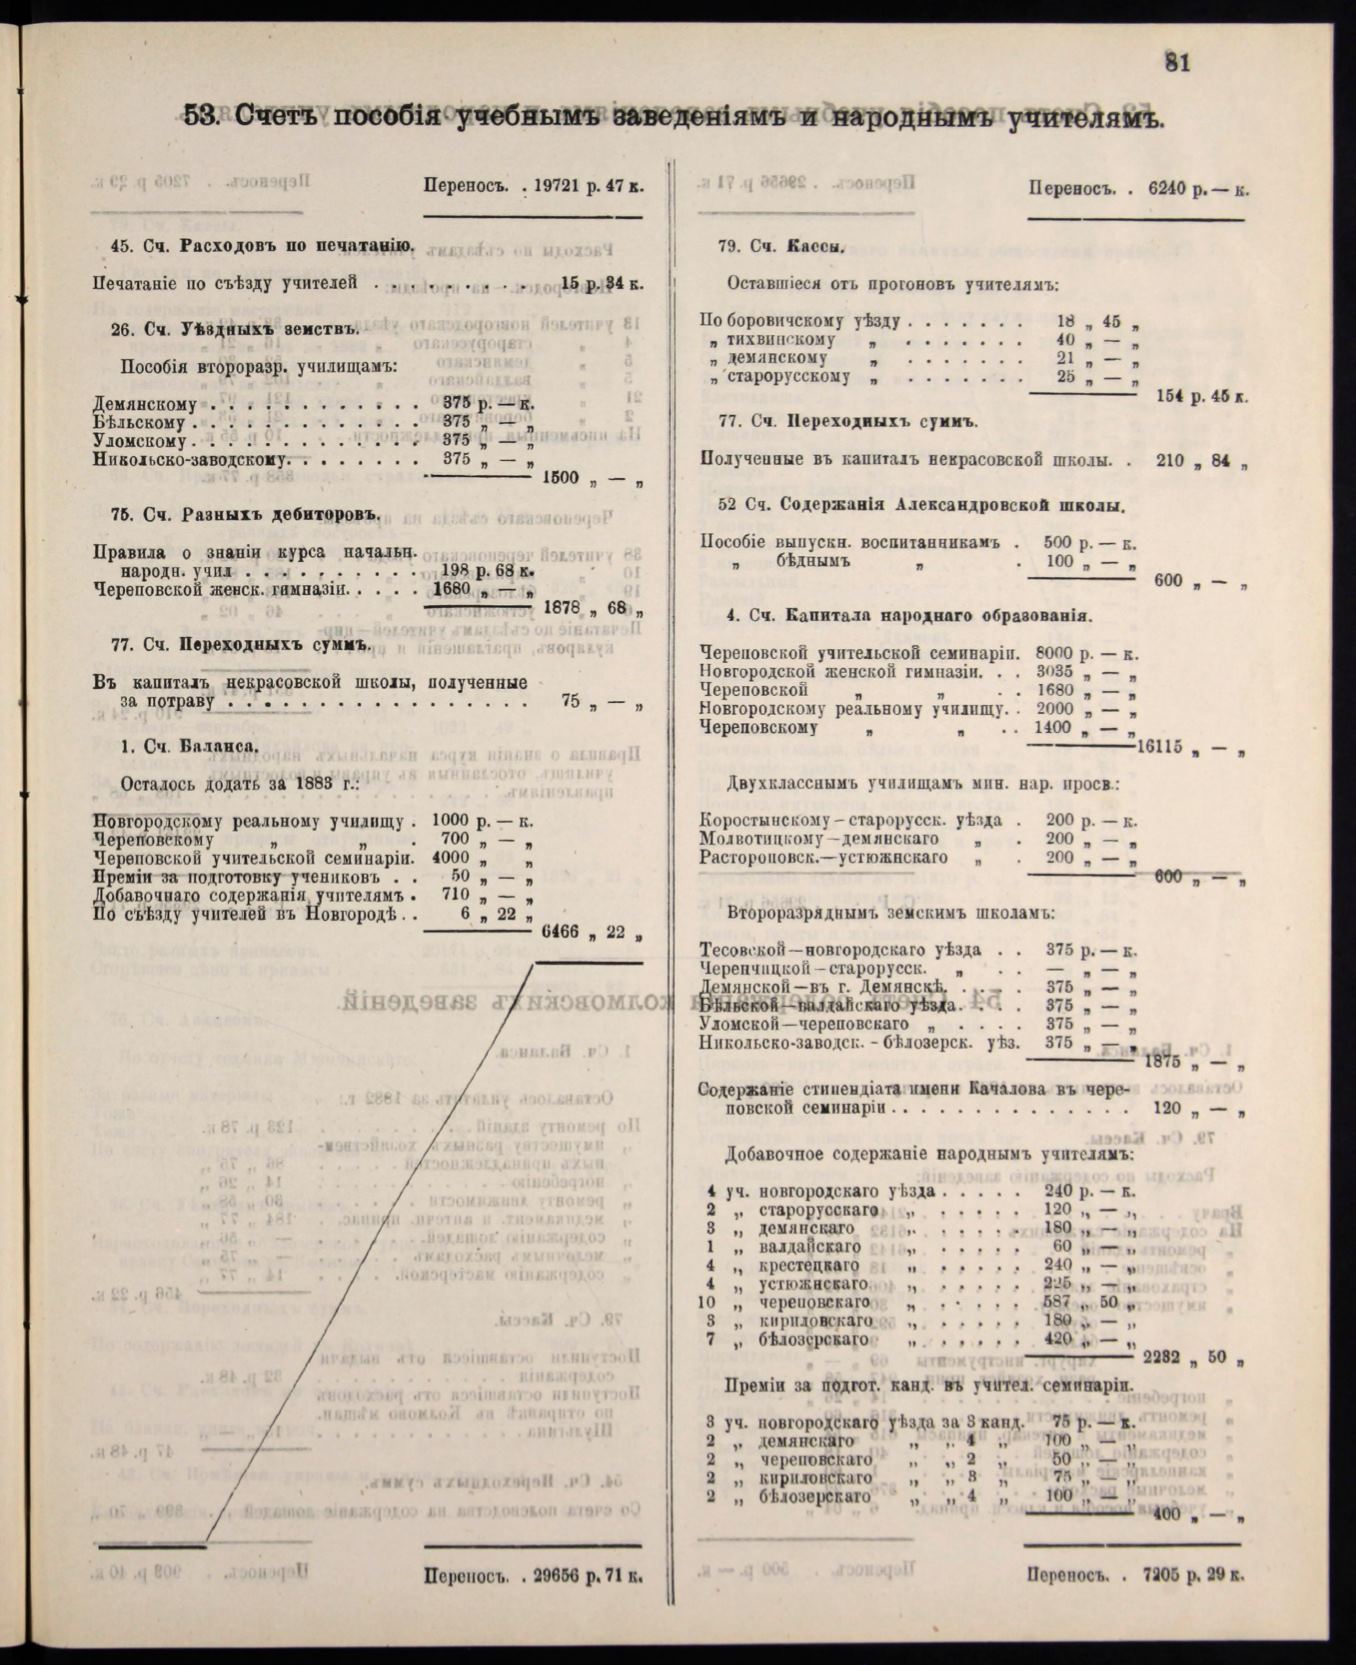 81
53. Счетъ пособія учебнымъ заведеніямъ и народнымъ учителямъ.
Переносъ. . 19721 р. 47 к.
45. Сч. Расходовъ по печатанію.
Печатаніе по съѣзду учителей . . . . . . . . . 15 р. 34 к.
26. Сч. Уѣздныхъ земствъ.
Пособія второразр. училищамъ:
Демянскому . . . . . . . . . . . . 375 р. — к.
Бѣльскому . . . . . . . . . . . . . 375 „ — „
Уломскому . . . . . . . . . . . . . 375 „ — „
Никольско-заводскому. . . . . . . . 375 „ — „
1500 „ — „
75. Сч. Разныхъ дебиторовъ.
Правила о знаніи курса начальн.
народн. учил . . . . . . . . . . 198 р. 68 к.
Череповской женск. гимназіи. . . . . 1680 „ — „
1878 „ 68 „
77. Сч. Переходныхъ суммъ.
Въ капиталъ некрасовской школы, полученные
за потраву . . . . . . . . . . . . . . . . . 75 „ — „
1. Сч. Баланса.
Осталось додать за 1883 г.:
Новгородскому реальному училищу . 1000 р. — к.
Череповскому „ „ . 700 „ — „
Череповской учительской семинаріи. 4000 „ „
Преміи за подготовку учениковъ . . 50 „ — „
Добавочнаго содержанія учителямъ . 710 „ — „
По съѣзду учителей въ Новгородѣ . . 6 „ 22 „
6466 „ 22 „
Переносъ. . 29656 р. 71 к.
Переносъ. . 6240 р. — к.
79. Сч. Кассы.
Оставшіеся отъ прогоновъ учителямъ:
По боровичскому уѣзду . . . . . . . 18 „ 45 „
„ тихвинскому „ . . . . . . . 40 „ — „
„ демянскому „ . . . . . . . 21 „ — „
„ старорусскому „ . . . . . . . 25 „ — „
154 р. 45 к.
77. Сч. Переходныхъ суммъ.
Полученные въ капиталъ некрасовской школы. . 210 „ 84 „
52 Сч. Содержанія Александровской школы.
Пособіе выпускн. воспитанникамъ . 500 р. — к.
„ бѣднымъ „ . 100 „ — „
600 „ — „
4. Сч. Капитала народнаго образованія.
Череповской учительской семинаріи. 8000 р. — к.
Новгородской женской гимназіи. . . 3035 „ — „
Череповской „ „ . . 1680 „ — „
Новгородскому реальному училищу. . 2000 „ — „
Череповскому „ „ . . 1400 „ — „
16115 „ — „
Двухкласснымъ училищамъ мин. нар. просв.:
Коростынскому — старорусск. уѣзда . 200 р. — к.
Молвотицкому — демянскаго „ . 200 „ — „
Растороповск.—устюжнскаго „ . 200 „ — „
600 „ — „
Второразряднымъ земскимъ школамъ:
Тесовской—новгородскаго уѣзда . . 375 р. — к.
Черенчицкой—старорусск. „ . . — „ — „
Демянской—въ г. Демянскѣ. . . . . 375 „ — „
Бѣльской—валдайскаго уѣзда. . . . 375 „ — „
Уломской—череповскаго „ . . . . 375 „ — „
Никольско-заводск. - бѣлозерск. уѣз. 375 „ — „
1875 „ — „
Содержаніе стипендіата имени Качалова въ чере-
повской семинаріи . . . . . . . . . . . . . . 120 „ — „
Добавочное содержаніе народнымъ учителямъ:
4 уч. новгородскаго уѣзда . . . . . 240 р. — к.
2 „ старорусскаго „ . . . . . 120 „ — „
3 „ демянскаго „ . . . . . 180 „ — „
1 „ валдайскаго „ . . . . . 60 „ — „
4 „ крестецкаго „ . . . . . 240 „ — „
4 „ устюжнскаго „ . . . . . 225 „ — „
10 „ череповскаго „ . . . . . 587 „ 50 „
3 „ кириловскаго „ . . . . . 180 „ — „
7 „ бѣлозерскаго „ . . . . . 420 „ — „
2232 „ 50 „
Преміи за подгот. канд. въ учител. семинаріи.
3 уч. новгородскаго уѣзда за 3 канд. 75 р. — к.
2 „ демянскаго „ „ 4 „ 100 „ — „
2 „ череповскаго „ „ 2 „ 50 „ — „
2 „ кириловскаго „ „ 3 „ 75 „ — „
2 „ бѣлозерскаго „ „ 4 „ 100 „ — „
400 „ — „
Переносъ. . 7205 р. 29 к.